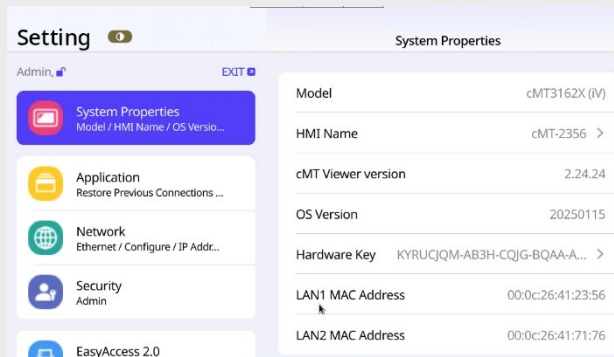 Setting
System Properties
Admin,
EXIT
System Properties
Model / HMI Name / OS Versio...
Application
Restore Previous Connections ...
Network
Ethernet / Configure / IP Addr...
Security
Admin
EasyAccess 2.0
Model
cMT3162X (iV)
HMI Name
cMT-2356
cMT Viewer version
2.24.24
OS Version
20250115
Hardware Key
KYRUCJQM-AB3H-CQJG-BQAA-A...
LAN1 MAC Address
00:0c:26:41:23:56
LAN2 MAC Address
00:0c:26:41:71:76